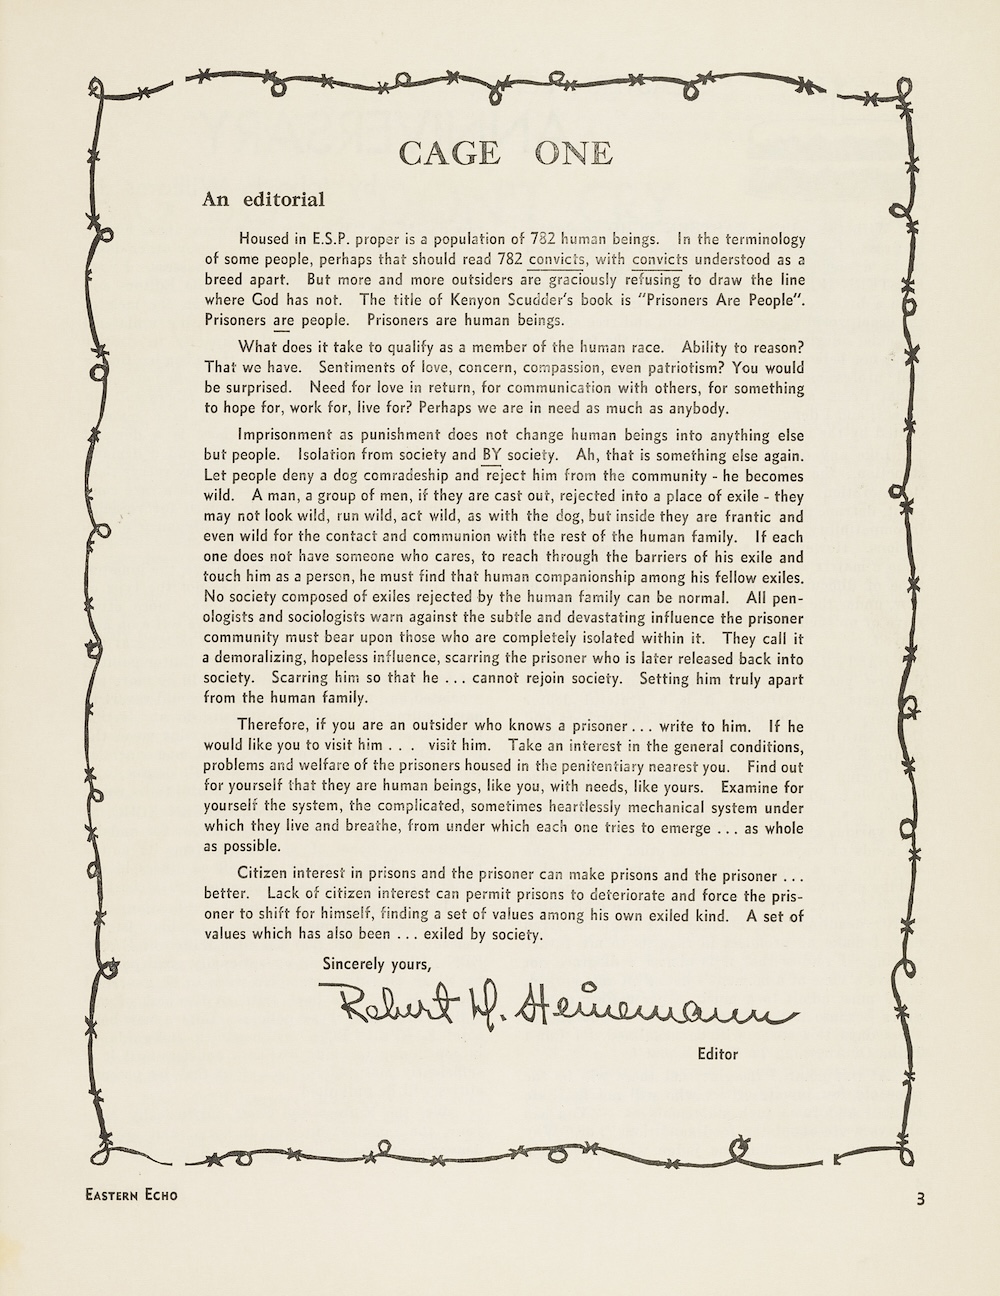 CAGE ONE
An editorial
Housed in E.S.P. proper is a population of 782 human beings. In the terminology
of some people, perhaps that should read 782 convicts, with convicts understood as a
breed apart. But more and more outsiders are graciously refusing to draw the line
where God has not. The title of Kenyon Scudder's book is "Prisoners Are People".
Prisoners are people. Prisoners are human beings.
What does it take to qualify as a member of the human race. Ability to reason?
That we have. Sentiments of love, concern, compassion, even patriotism? You would
be surprised. Need for love in return, for communication with others, for something
to hope for, work for, live for? Perhaps we are in need as much as anybody.
Imprisonment as punishment does not change human beings into anything else
but people. Isolation from society and BY society. Ah, that is something else again.
Let people deny a dog comradeship and reject him from the community - he becomes
wild. A man, a group of men, if they are cast out, rejected into a place of exile - they
may not look wild, run wild, act wild, as with the dog, but inside they are frantic and
even wild for the contact and communion with the rest of the human family. If each
one does not have someone who cares, to reach through the barriers of his exile and
touch him as a person, he must find that human companionship among his fellow exiles.
No society composed of exiles rejected by the human family can be normal. All pen-
ologists and sociologists warn against the subtle and devastating influence the prisoner
community must bear upon those who are completely isolated within it. They call it
a demoralizing, hopeless influence, scarring the prisoner who is later released back into
society. Scarring him so that he ... cannot rejoin society. Setting him truly apart
from the human family.
Therefore, if you are an outsider who knows a prisoner ... write to him. If he
would like you to visit him . . . visit him. Take an interest in the general conditions,
problems and welfare of the prisoners housed in the penitentiary nearest you. Find out
for yourself that they are human beings, like you, with needs, like yours. Examine for
yourself the system, the complicated, sometimes heartlessly mechanical system under
which they live and breathe, from under which each one tries to emerge ... as whole
as possible.
Citizen interest in prisons and the prisoner can make prisons and the prisoner ...
better. Lack of citizen interest can permit prisons to deteriorate and force the pris-
oner to shift for himself, finding a set of values among his own exiled kind. A set of
values which has also been ... exiled by society.
Sincerely yours,
Robert W. Heinemann
Editor
EASTERN ECHO
3